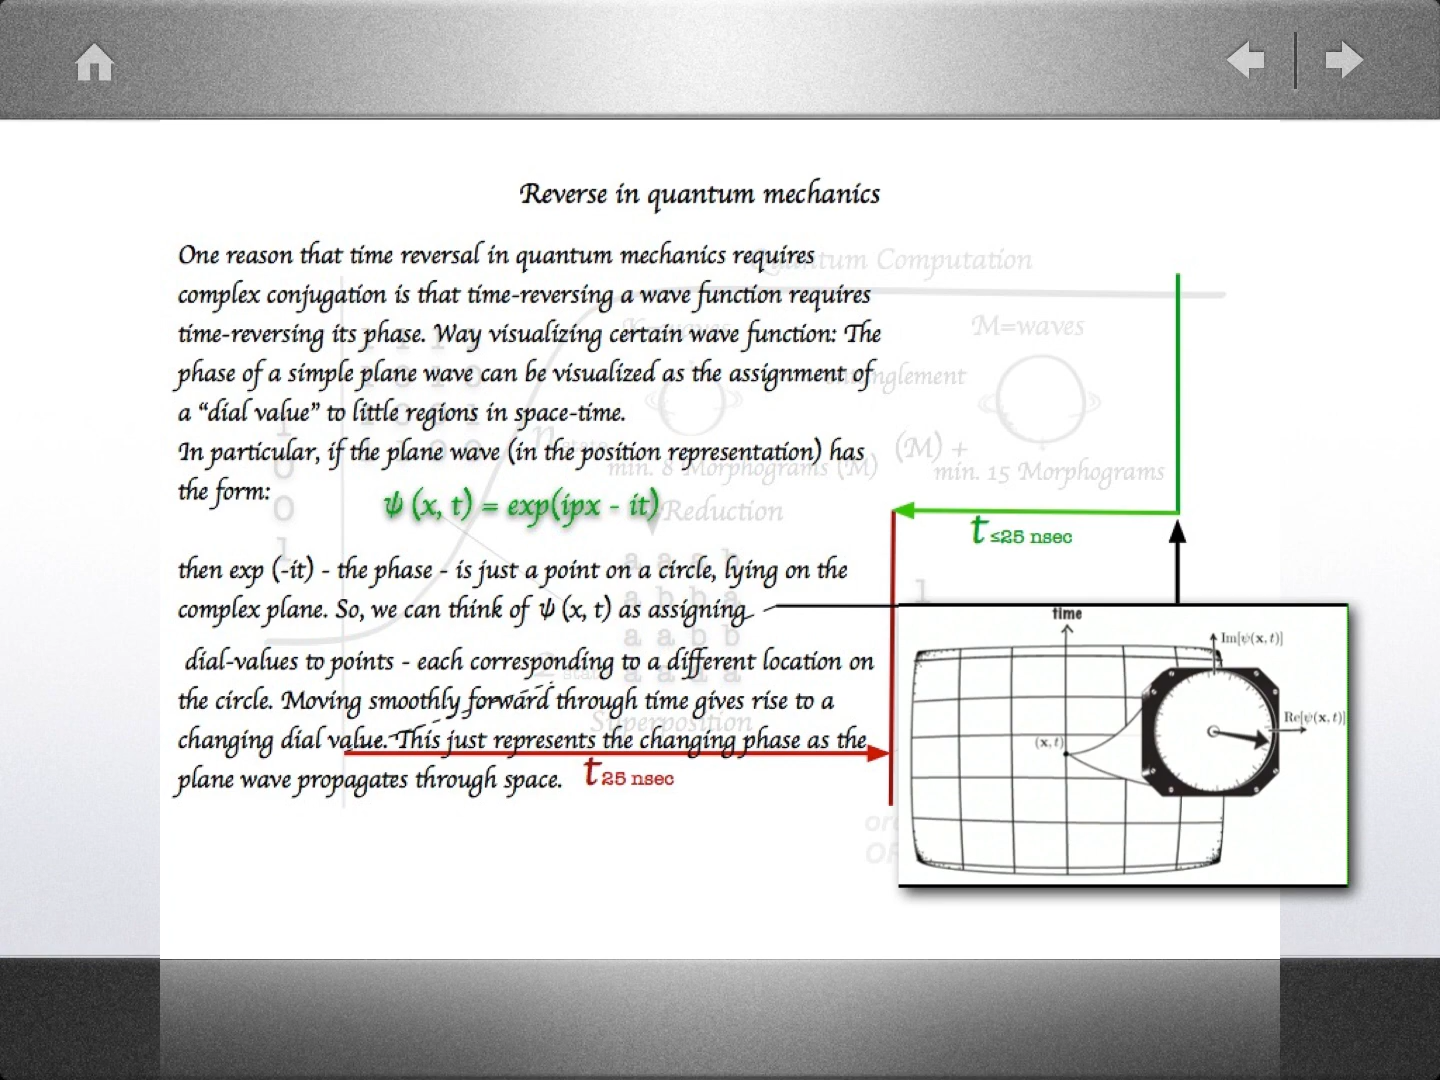 Reverse in quantum mechanics
One reason that time reversal in quantum mechanics requires
complex conjugation is that time-reversing a wave function requires
time-reversing its phase. Way visualizing certain wave function: The
phase of a simple plane wave can be visualized as the assignment of
a “dial value” to little regions in space-time.
In particular, if the plane wave (in the position representation) has
the form:
ψ (x, t) = exp(ipx - it)
then exp (-it) - the phase - is just a point on a circle, lying on the
complex plane. So, we can think of ψ (x, t) as assigning
dial-values to points - each corresponding to a different location on
the circle. Moving smoothly forward through time gives rise to a
changing dial value. This just represents the changing phase as the
plane wave propagates through space.
t 25 nsec
Quantum Computation
M=waves
(M) +
min. 8 Morphograms (M)
min. 15 Morphograms
Reduction
t ≤25 nsec
a a a b
a b b a
a a b b
a a a a
Superposition
1
0
0
1
1
time
Im[ψ(x,t)]
Re[ψ(x,t)]
(x,t)